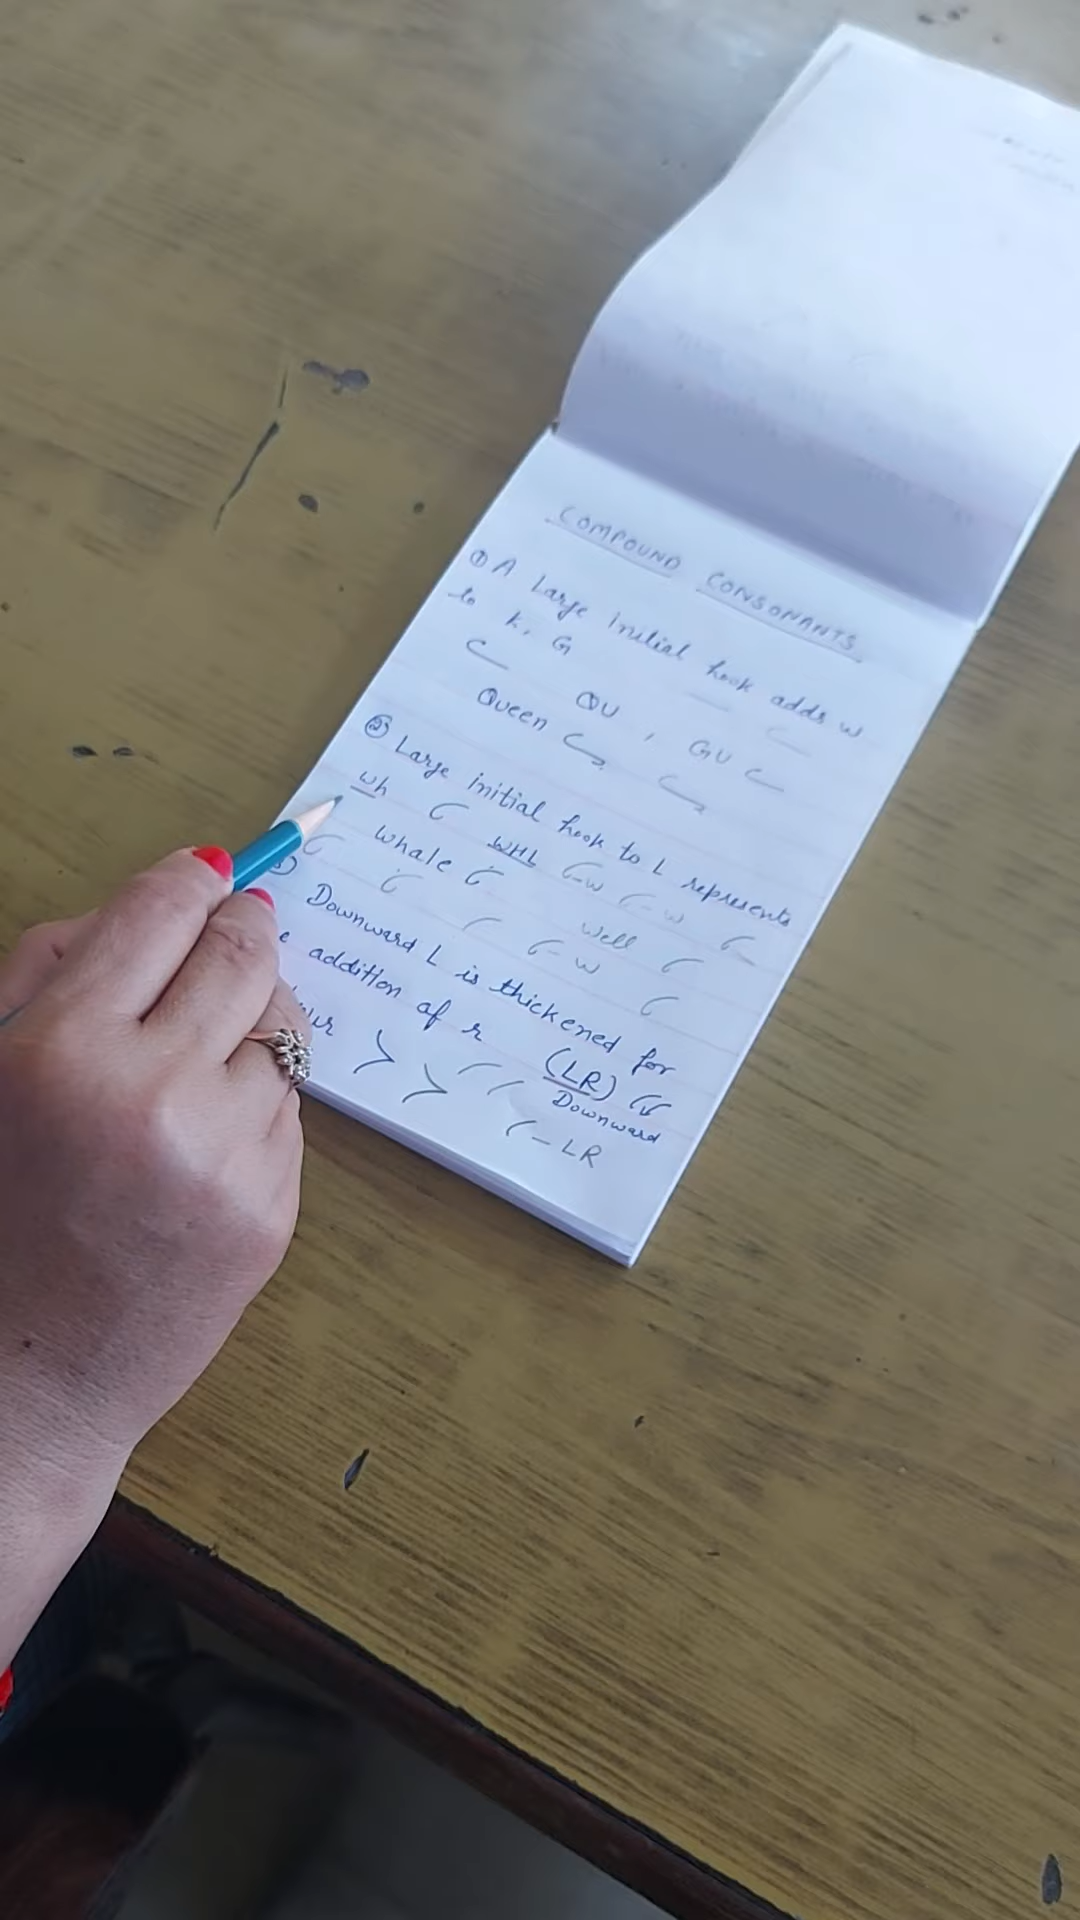 COMPOUND CONSONANTS
① A Large initial hook adds w
to K, G
QU, GU
Queen
② Large initial hook to L represents
wh WHL -w -w
whale well
-w
Downward L is thickened for
addition of r (LR)
Downward
-LR